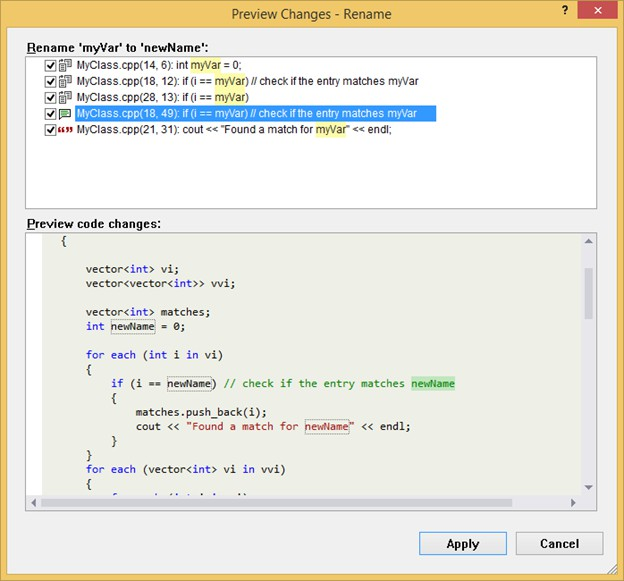 Preview Changes - Rename
?
Rename 'myVar' to 'newName':
MyClass.cpp(14, 6): int myVar = 0;
MyClass.cpp(18, 12): if (i == myVar) // check if the entry matches myVar
MyClass.cpp(28, 13): if (i == myVar)
MyClass.cpp(18, 49): if (i == myVar) // check if the entry matches myVar
MyClass.cpp(21, 31): cout << "Found a match for myVar" << endl;
Preview code changes:
{
vector<int> vi;
vector<vector<int>> vvi;
vector<int> matches;
int newName = 0;
for each (int i in vi)
{
if (i == newName) // check if the entry matches newName
{
matches.push_back(i);
cout << "Found a match for newName" << endl;
}
}
for each (vector<int> vi in vvi)
{
Apply
Cancel